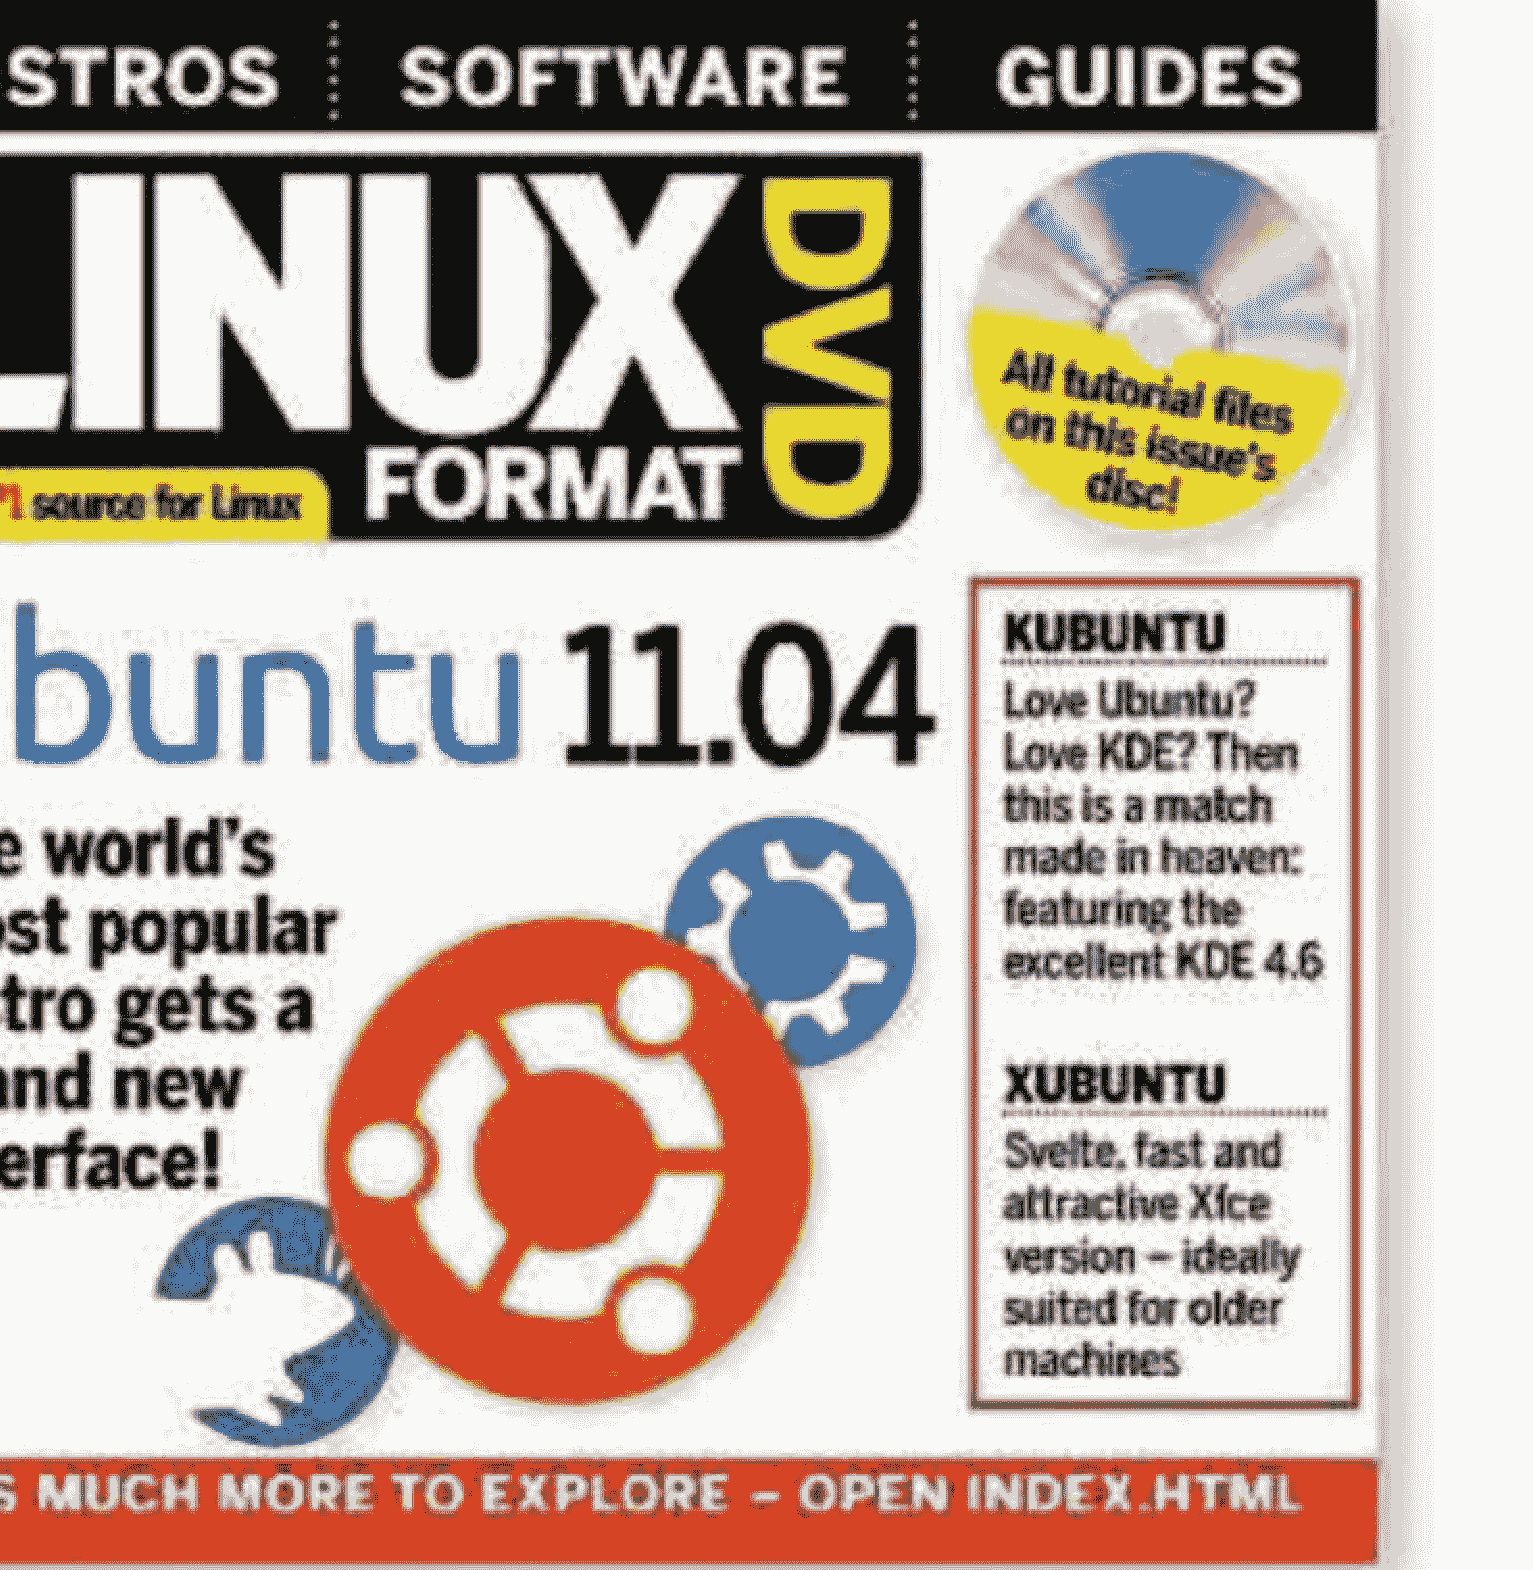 STROS SOFTWARE GUIDES
LINUX
FORMAT
DVD
source for Linux
All tutorial files
on this issue's
disc!
buntu 11.04
e world's
ost popular
tro gets a
and new
erface!
KUBUNTU
Love Ubuntu?
Love KDE? Then
this is a match
made in heaven:
featuring the
excellent KDE 4.6
XUBUNTU
Svelte, fast and
attractive Xfce
version – ideally
suited for older
machines
S MUCH MORE TO EXPLORE – OPEN INDEX.HTML